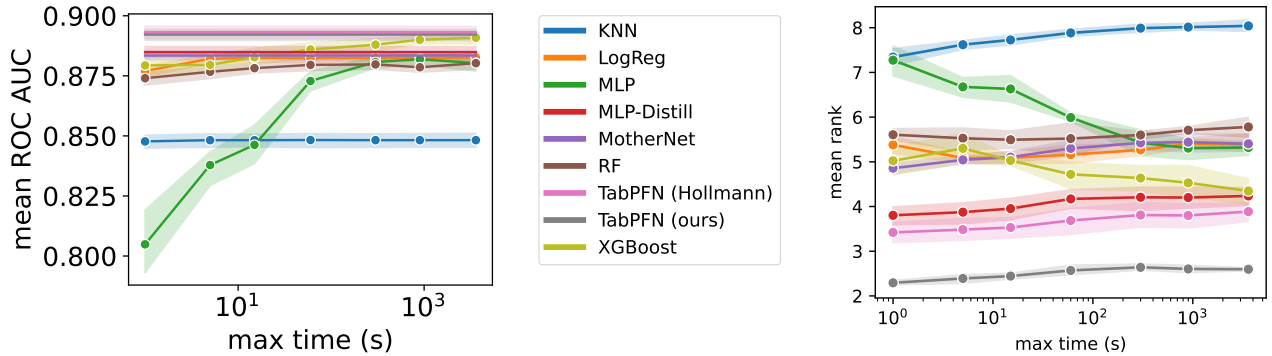 0.900
0.875
0.850
0.825
0.800
mean ROC AUC
10^1
10^3
max time (s)
KNN
LogReg
MLP
MLP-Distill
MotherNet
RF
TabPFN (Hollmann)
TabPFN (ours)
XGBoost
8
7
6
5
4
3
2
mean rank
10^0
10^1
10^2
10^3
max time (s)